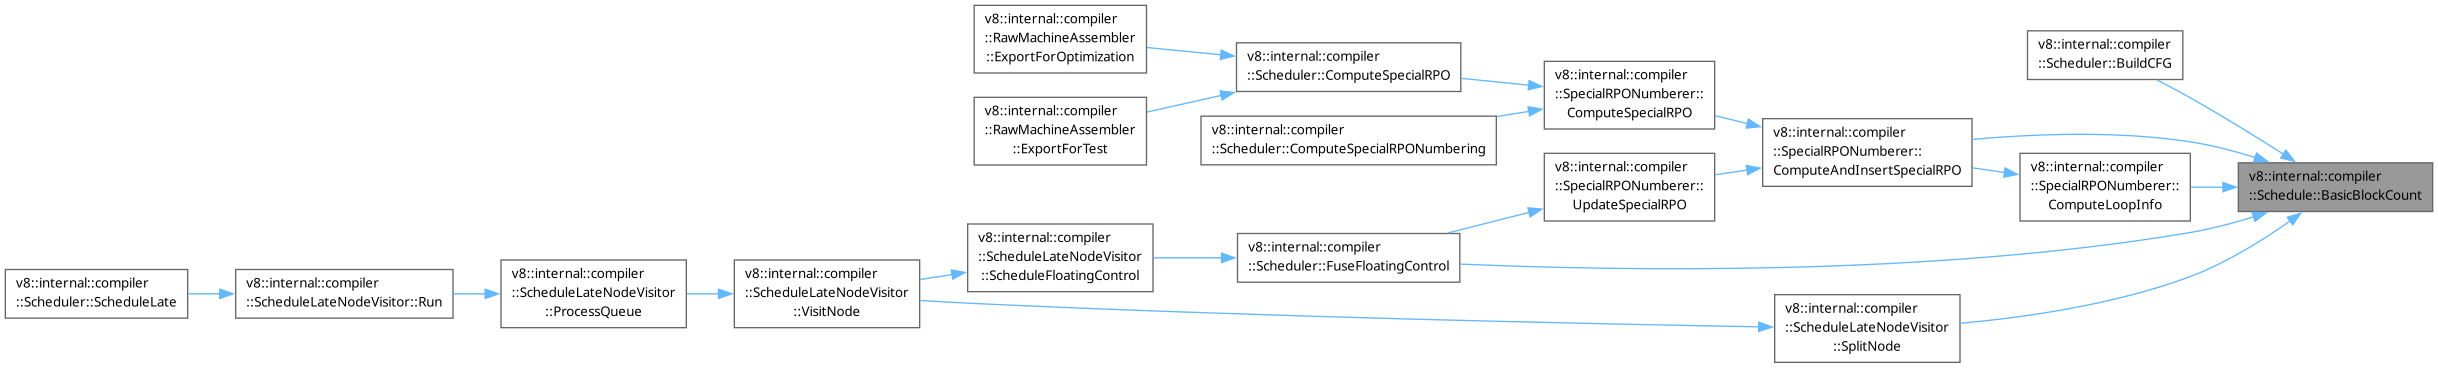 v8::internal::compiler
::RawMachineAssembler
::ExportForOptimization
v8::internal::compiler
::Scheduler::BuildCFG
v8::internal::compiler
::Scheduler::ComputeSpecialRPO
v8::internal::compiler
::SpecialRPONumberer::
ComputeSpecialRPO
v8::internal::compiler
::RawMachineAssembler
::ExportForTest
v8::internal::compiler
::Scheduler::ComputeSpecialRPONumbering
v8::internal::compiler
::SpecialRPONumberer::
ComputeAndInsertSpecialRPO
v8::internal::compiler
::SpecialRPONumberer::
UpdateSpecialRPO
v8::internal::compiler
::SpecialRPONumberer::
ComputeLoopInfo
v8::internal::compiler
::Schedule::BasicBlockCount
v8::internal::compiler
::ScheduleLateNodeVisitor
::ScheduleFloatingControl
v8::internal::compiler
::Scheduler::FuseFloatingControl
v8::internal::compiler
::Scheduler::ScheduleLate
v8::internal::compiler
::ScheduleLateNodeVisitor::Run
v8::internal::compiler
::ScheduleLateNodeVisitor
::ProcessQueue
v8::internal::compiler
::ScheduleLateNodeVisitor
::VisitNode
v8::internal::compiler
::ScheduleLateNodeVisitor
::SplitNode